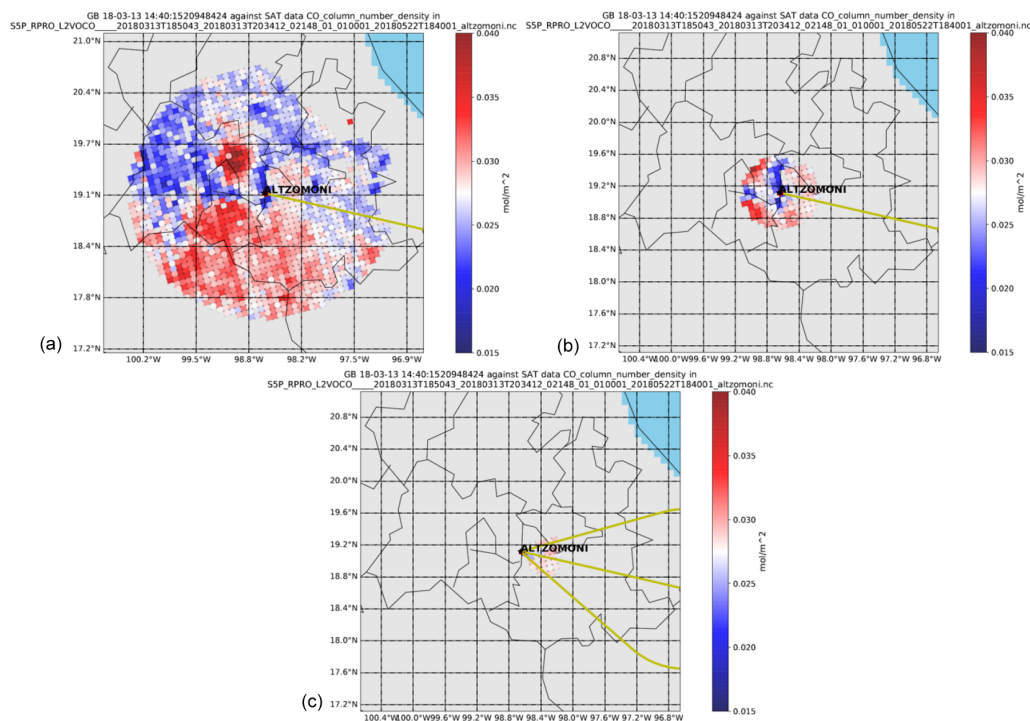 GB 18-03-13 14:40:1520948424 against SAT data CO_column_number_density in
S5P_RPRO_L2VOCO____20180313T185043_20180313T203412_02148_01_010001_20180522T184001_altzomoni.nc
21.0°N
20.4°N
19.7°N
19.1°N
18.4°N
17.8°N
17.2°N
ALTZOMONI
100.2°W 99.5°W 98.8°W 98.2°W 97.5°W 96.9°W
0.040
0.035
0.030
0.025
0.020
0.015
mol/m^2
(a)
GB 18-03-13 14:40:1520948424 against SAT data CO_column_number_density in
S5P_RPRO_L2VOCO____20180313T185043_20180313T203412_02148_01_010001_20180522T184001_altzomoni.nc
20.8°N
20.4°N
20.0°N
19.6°N
19.2°N
18.8°N
18.4°N
18.0°N
17.6°N
17.2°N
ALTZOMONI
100.4°W 100.0°W 99.6°W 99.2°W 98.8°W 98.4°W 98.0°W 97.6°W 97.2°W 96.8°W
0.040
0.035
0.030
0.025
0.020
0.015
mol/m^2
(b)
GB 18-03-13 14:40:1520948424 against SAT data CO_column_number_density in
S5P_RPRO_L2VOCO____20180313T185043_20180313T203412_02148_01_010001_20180522T184001_altzomoni.nc
20.8°N
20.4°N
20.0°N
19.6°N
19.2°N
18.8°N
18.4°N
18.0°N
17.6°N
17.2°N
ALTZOMONI
100.4°W 100.0°W 99.6°W 99.2°W 98.8°W 98.4°W 98.0°W 97.6°W 97.2°W 96.8°W
0.040
0.035
0.030
0.025
0.020
0.015
mol/m^2
(c)